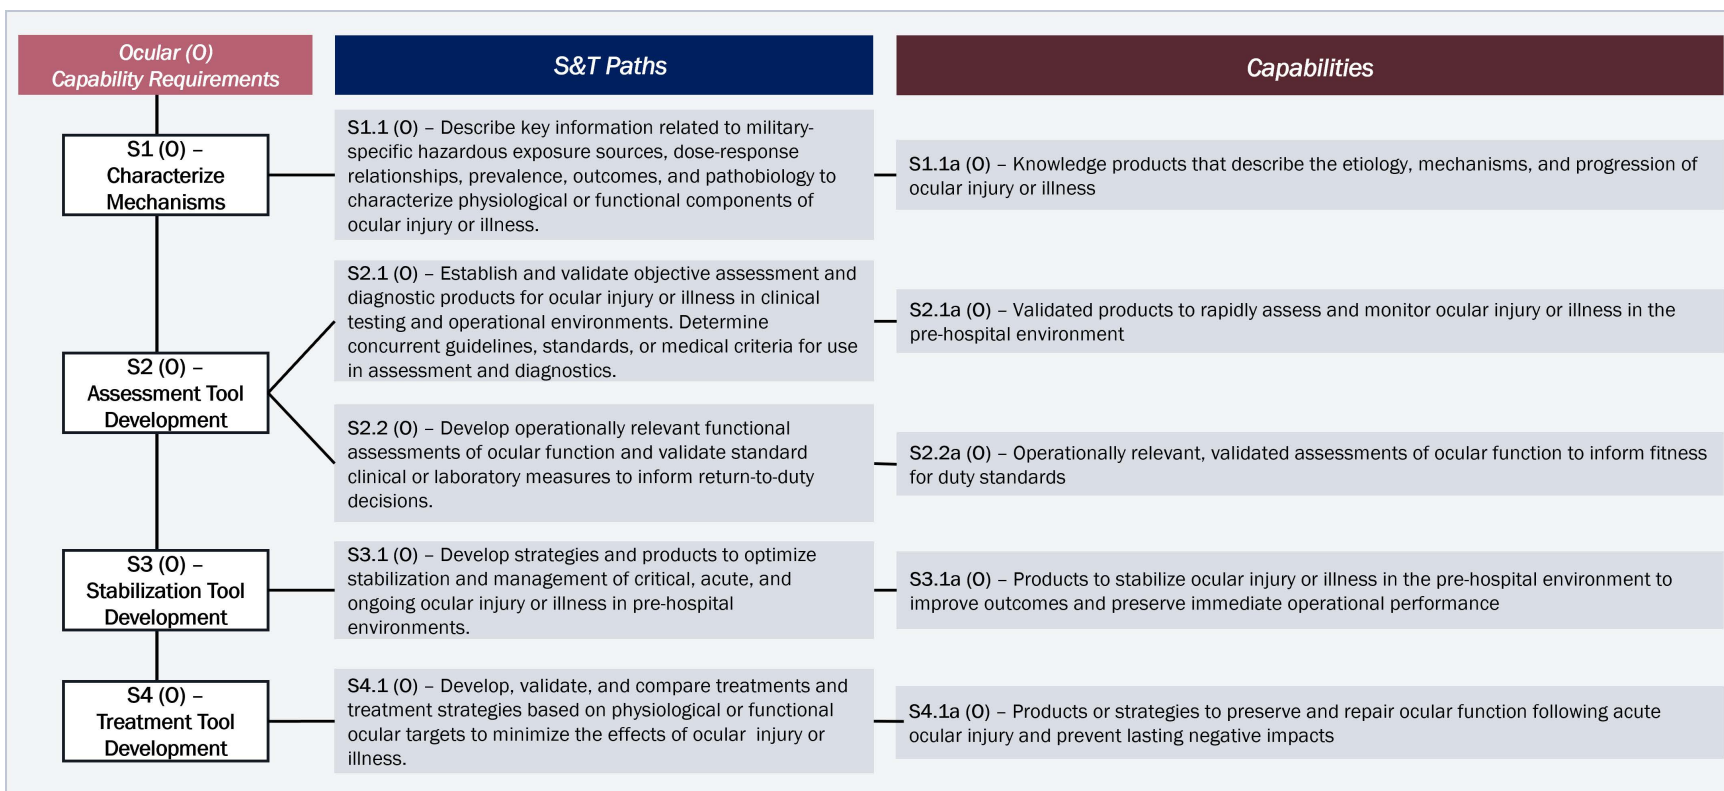 Ocular (O)
Capability Requirements
S&T Paths
Capabilities
S1 (O) –
Characterize
Mechanisms
S1.1 (O) – Describe key information related to military-
specific hazardous exposure sources, dose-response
relationships, prevalence, outcomes, and pathobiology to
characterize physiological or functional components of
ocular injury or illness.
S1.1a (O) – Knowledge products that describe the etiology, mechanisms, and progression of
ocular injury or illness
S2 (O) –
Assessment Tool
Development
S2.1 (O) – Establish and validate objective assessment and
diagnostic products for ocular injury or illness in clinical
testing and operational environments. Determine
concurrent guidelines, standards, or medical criteria for use
in assessment and diagnostics.
S2.1a (O) – Validated products to rapidly assess and monitor ocular injury or illness in the
pre-hospital environment
S2.2 (O) – Develop operationally relevant functional
assessments of ocular function and validate standard
clinical or laboratory measures to inform return-to-duty
decisions.
S2.2a (O) – Operationally relevant, validated assessments of ocular function to inform fitness
for duty standards
S3 (O) –
Stabilization Tool
Development
S3.1 (O) – Develop strategies and products to optimize
stabilization and management of critical, acute, and
ongoing ocular injury or illness in pre-hospital
environments.
S3.1a (O) – Products to stabilize ocular injury or illness in the pre-hospital environment to
improve outcomes and preserve immediate operational performance
S4 (O) –
Treatment Tool
Development
S4.1 (O) – Develop, validate, and compare treatments and
treatment strategies based on physiological or functional
ocular targets to minimize the effects of ocular injury or
illness.
S4.1a (O) – Products or strategies to preserve and repair ocular function following acute
ocular injury and prevent lasting negative impacts